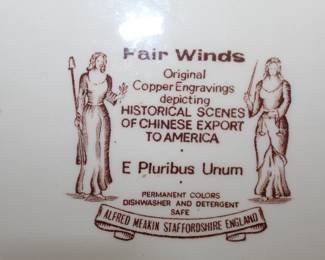 Fair Winds
Original
Copper Engravings
depicting
HISTORICAL SCENES
OF CHINESE EXPORT
TO AMERICA
E Pluribus Unum
PERMANENT COLORS
DISHWASHER AND DETERGENT
SAFE
ALFRED MEAKIN STAFFORDSHIRE ENGLAND